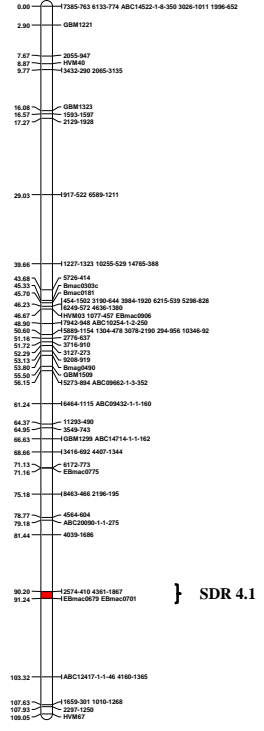 0.00 7385-763 6133-774 ABC14522-1-8-350 3026-1011 1996-652
2.90 GBM1221
7.67 2055-947
8.87 HVM40
9.77 3432-290 2065-3135
16.08 GBM1323
16.57 1593-1597
17.27 2129-1928
29.03 917-522 6589-1211
39.66 1227-1323 10255-529 14765-388
43.68 5726-414
45.33 Bmac0303c
45.70 Bmac0181
454-1502 3190-644 3984-1920 6215-539 5298-828
46.23 6249-572 4636-1380
46.67 HVM03 1077-457 EBmac0906
48.90 7942-948 ABC10254-1-2-250
50.60 5889-1154 1304-478 3078-2190 294-956 10346-92
51.16 2776-637
51.72 3716-910
52.29 3127-273
53.13 9208-919
53.80 Bmag0490
55.50 GBM1509
56.15 5273-894 ABC09662-1-3-352
61.24 6464-1115 ABC09432-1-1-160
64.37 11293-490
64.95 3549-743
66.63 GBM1299 ABC14714-1-1-162
68.66 3416-692 4407-1344
71.13 6172-773
71.16 EBmac0775
75.18 8463-466 2196-195
78.77 4564-604
79.18 ABC20090-1-1-275
81.44 4039-1686
90.20 2574-410 4361-1867
91.24 EBmac0679 EBmac0701
} SDR 4.1
103.32 ABC12417-1-1-46 4160-1365
107.63 1659-301 1010-1268
107.93 2297-1250
109.05 HVM67